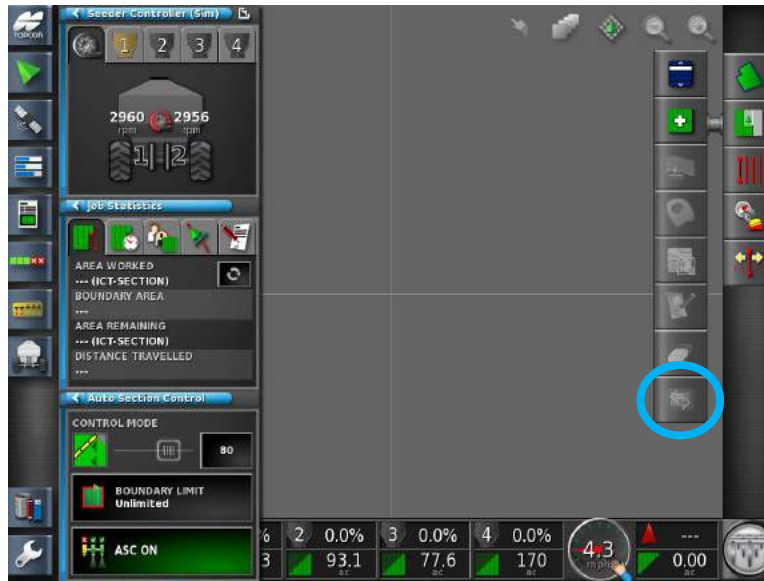 TOPCON
Seeder Controller (Sim)
1 2 3 4
2960 2956
rpm rpm
1 2
Job Statistics
AREA WORKED
--- (ICT-SECTION)
BOUNDARY AREA
---
AREA REMAINING
--- (ICT-SECTION)
DISTANCE TRAVELLED
---
Auto Section Control
CONTROL MODE
80
BOUNDARY LIMIT
Unlimited
ASC ON
% 2 0.0% 3 0.0% 4 0.0% ---
3 93.1 77.6 170 4.3 0.00
ac ac ac mph ac